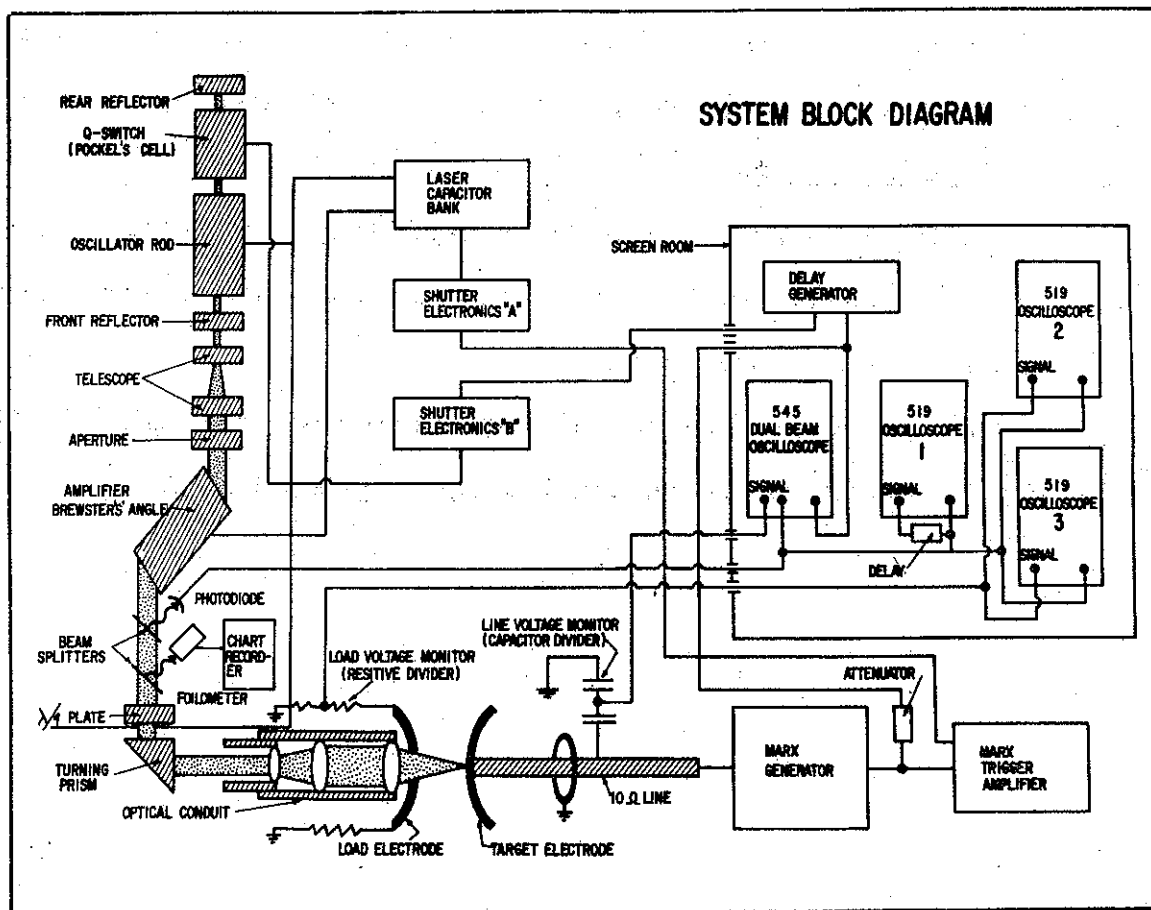 SYSTEM BLOCK DIAGRAM
REAR REFLECTOR
Q-SWITCH
(POCKEL'S CELL)
OSCILLATOR ROD
FRONT REFLECTOR
TELESCOPE
APERTURE
AMPLIFIER
BREWSTER'S ANGLE
PHOTODIODE
BEAM
SPLITTERS
CHART
RECORD-
ER
FOILOMETER
λ/4 PLATE
TURNING
PRISM
OPTICAL CONDUIT
LASER
CAPACITOR
BANK
SHUTTER
ELECTRONICS "A"
SHUTTER
ELECTRONICS "B"
LOAD VOLTAGE MONITOR
(RESITIVE DIVIDER)
LOAD ELECTRODE
TARGET ELECTRODE
LINE VOLTAGE MONITOR
(CAPACITOR DIVIDER)
10 Ω LINE
SCREEN ROOM
DELAY
GENERATOR
545
DUAL BEAM
OSCILLOSCOPE
SIGNAL
519
OSCILLOSCOPE
1
SIGNAL
DELAY
519
OSCILLOSCOPE
2
SIGNAL
519
OSCILLOSCOPE
3
SIGNAL
ATTENUATOR
MARX
GENERATOR
MARX
TRIGGER
AMPLIFIER